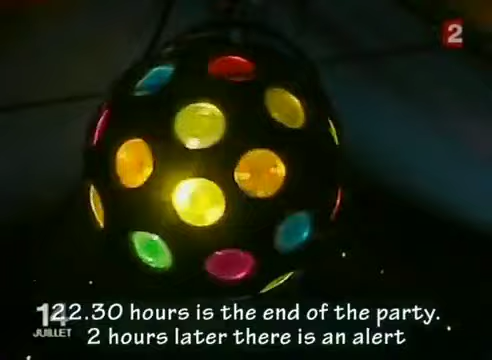 2
14
JUILLET
22.30 hours is the end of the party.
2 hours later there is an alert